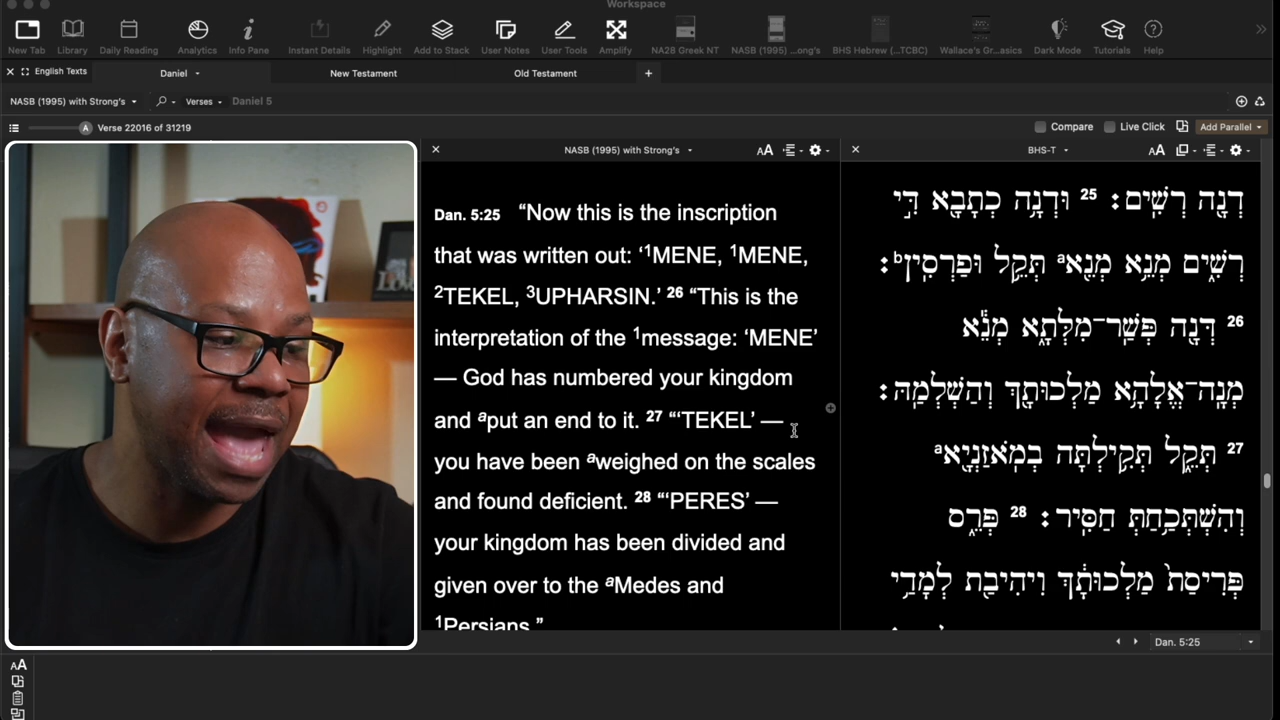 Workspace
New Tab
Library
Daily Reading
Analytics
Info Pane
Instant Details
Highlight
Add to Stack
User Notes
User Tools
Amplify
NA28 Greek NT
NASB (1995) ...ong's
BHS Hebrew (...TCBC)
Wallace's Gr...asics
Dark Mode
Tutorials
Help
English Texts
Daniel
New Testament
Old Testament
NASB (1995) with Strong's
Verses
Daniel 5
Verse 22016 of 31219
Compare
Live Click
Add Parallel
NASB (1995) with Strong's
Dan. 5:25 “Now this is the inscription
that was written out: ‘1MENE, 1MENE,
2TEKEL, 3UPHARSIN.’ 26 “This is the
interpretation of the 1message: ‘MENE’
— God has numbered your kingdom
and aput an end to it. 27 “‘TEKEL’ —
you have been aweighed on the scales
and found deficient. 28 “‘PERES’ —
your kingdom has been divided and
given over to the aMedes and
1Persians.”
BHS-T
דְנָ֖ה רְשִֽׁים׃ 25 וּדְנָ֥ה כְתָבָ֖א דִּ֣י
רְשִׁ֑ים מְנֵ֥א מְנֵ֖אa תְּקֵ֥ל וּפַרְסִֽיןb׃
26 דְּנָ֖ה פְּשַֽׁר־מִלְּתָ֑א מְנֵ֕א
מְנָֽה־אֱלָהָ֥א מַלְכוּתָ֖ךְ וְהַשְׁלְמַֽהּ׃
27 תְּקֵ֑ל תְּקִ֥ילְתָּה בְמֹֽאזַנְיָ֖אa
וְהִשְׁתְּכַ֥חַתְּ חַסִּֽיר׃ 28 פְּרֵ֑ס
פְּרִיסַת֙ מַלְכוּתָ֔ךְ וִיהִיבַ֖ת לְמָדַ֥י
Dan. 5:25